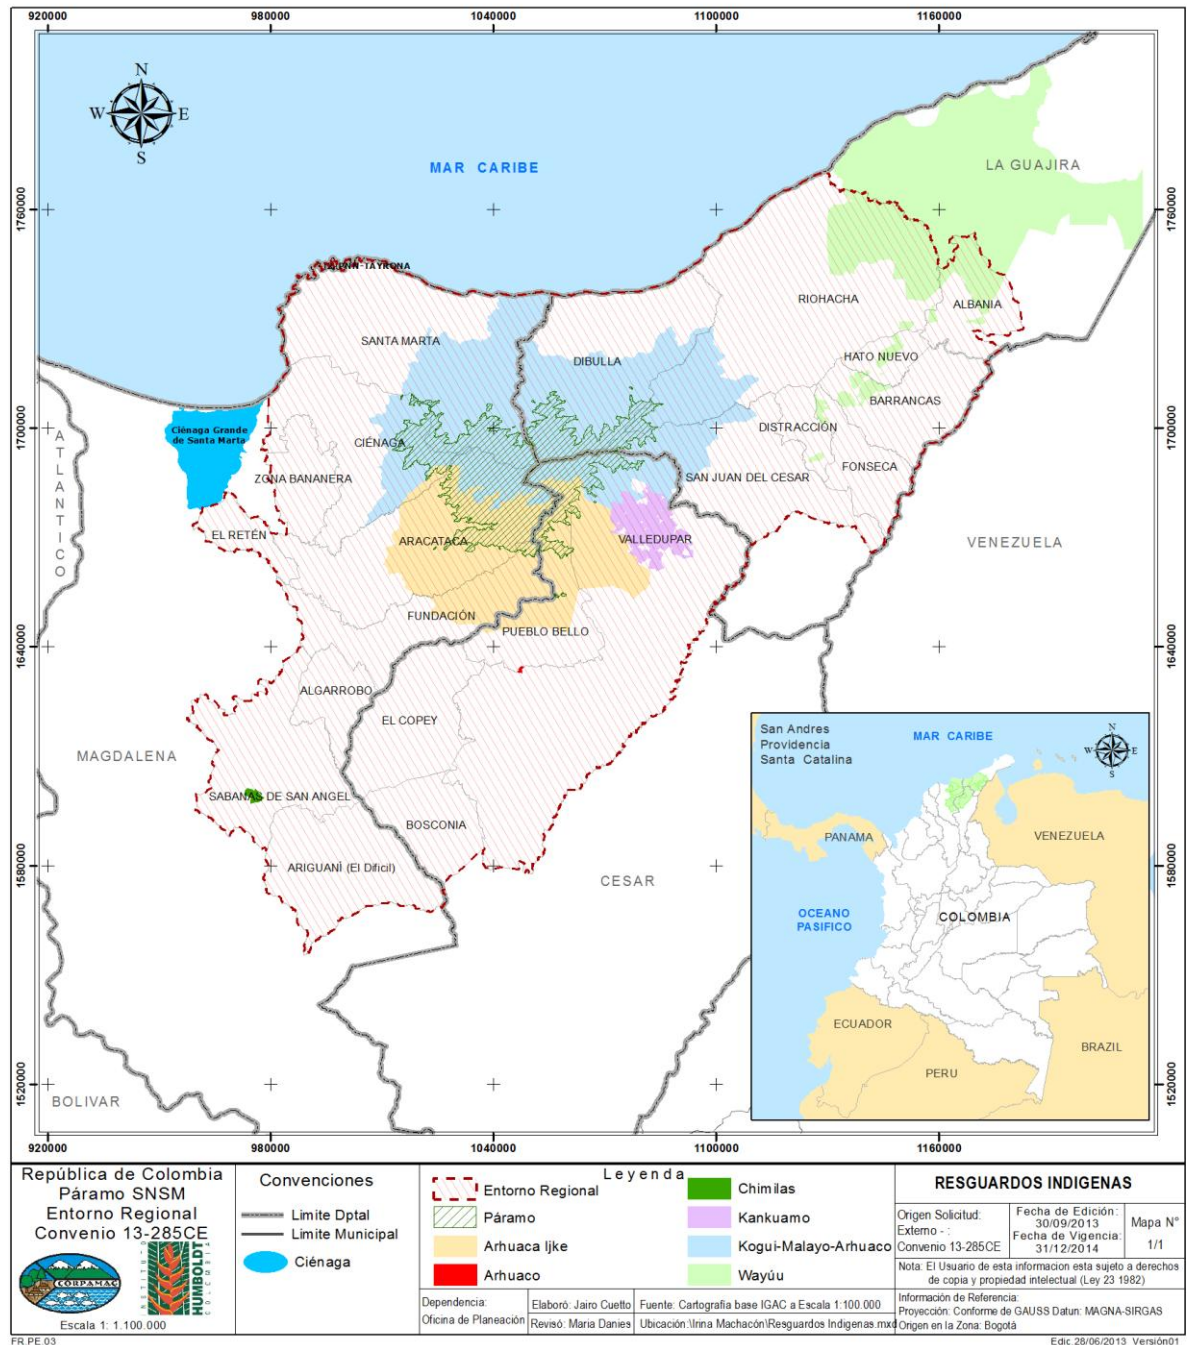 920000 980000 1040000 1100000 1160000
N
W E
S
MAR CARIBE
LA GUAJIRA
1760000 1760000
PNN-TAYRONA
RIOHACHA
ALBANIA
SANTA MARTA
DIBULLA
HATO NUEVO
BARRANCAS
1700000 1700000
Ciénaga Grande
de Santa Marta
ATLANTICO
CIÉNAGA
DISTRACCIÓN
ZONA BANANERA
SAN JUAN DEL CESAR
FONSECA
EL RETÉN
ARACATACA
VALLEDUPAR
VENEZUELA
FUNDACIÓN
PUEBLO BELLO
1640000 1640000
ALGARROBO
EL COPEY
MAGDALENA
SABANAS DE SAN ANGEL
BOSCONIA
ARIGUANÌ (El Dificil)
1580000 1580000
CESAR
BOLIVAR
1520000 1520000
San Andres
Providencia
Santa Catalina
MAR CARIBE
N
W E
S
PANAMA
VENEZUELA
OCEANO
PASIFICO
COLOMBIA
ECUADOR
BRAZIL
PERU
920000 980000 1040000 1100000 1160000
República de Colombia
Páramo SNSM
Entorno Regional
Convenio 13-285CE
CORPAMAG
INSTITUTO
HUMBOLDT
COLOMBIA
Escala 1: 1.100.000
Convenciones
Limite Dptal
Limite Municipal
Ciénaga
Leyenda
Entorno Regional
Páramo
Arhuaca Ijke
Arhuaco
Chimilas
Kankuamo
Kogui-Malayo-Arhuaco
Wayúu
Dependencia:
Oficina de Planeación
Elaboró: Jairo Cuetto
Revisó: Maria Danies
Fuente: Cartografia base IGAC a Escala 1:100.000
Ubicación:\Irina Machacón\Resguardos Indigenas.mxd
RESGUARDOS INDIGENAS
Origen Solicitud:
Externo - :
Convenio 13-285CE
Fecha de Edición:
30/09/2013
Fecha de Vigencia:
31/12/2014
Mapa N°
1/1
Nota: El Usuario de esta informacion esta sujeto a derechos
de copia y propiedad intelectual (Ley 23 1982)
Información de Referencia:
Proyección: Conforme de GAUSS Datun: MAGNA-SIRGAS
Origen en la Zona: Bogotá
FR.PE.03
Edic.28/06/2013 Versión01